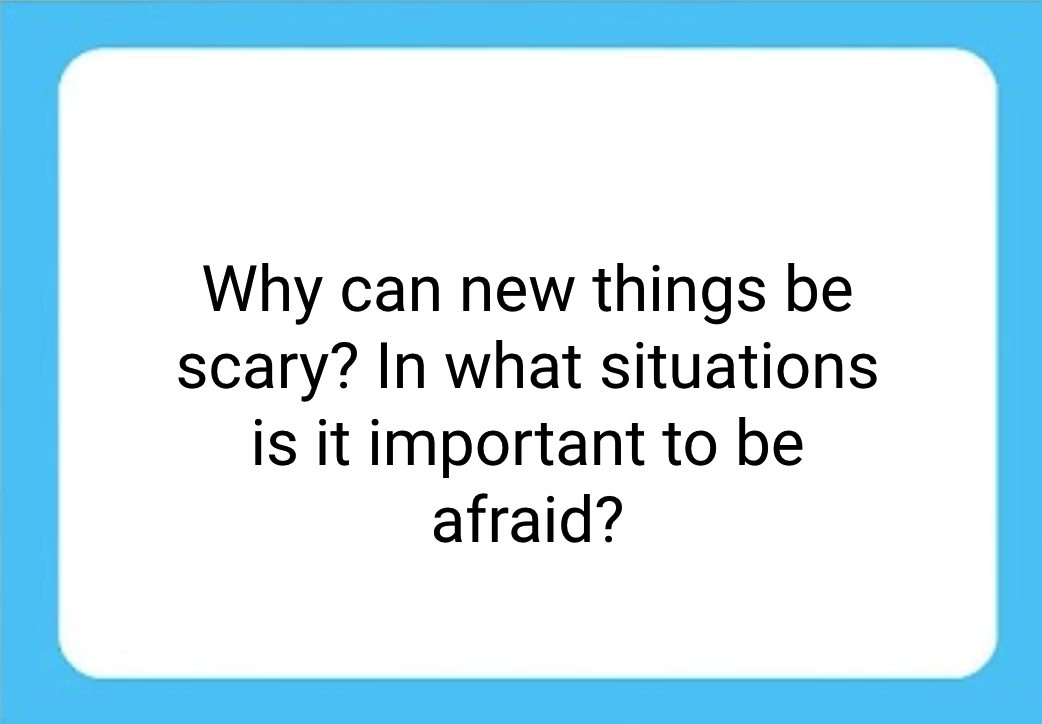 Why can new things be
scary? In what situations
is it important to be
afraid?